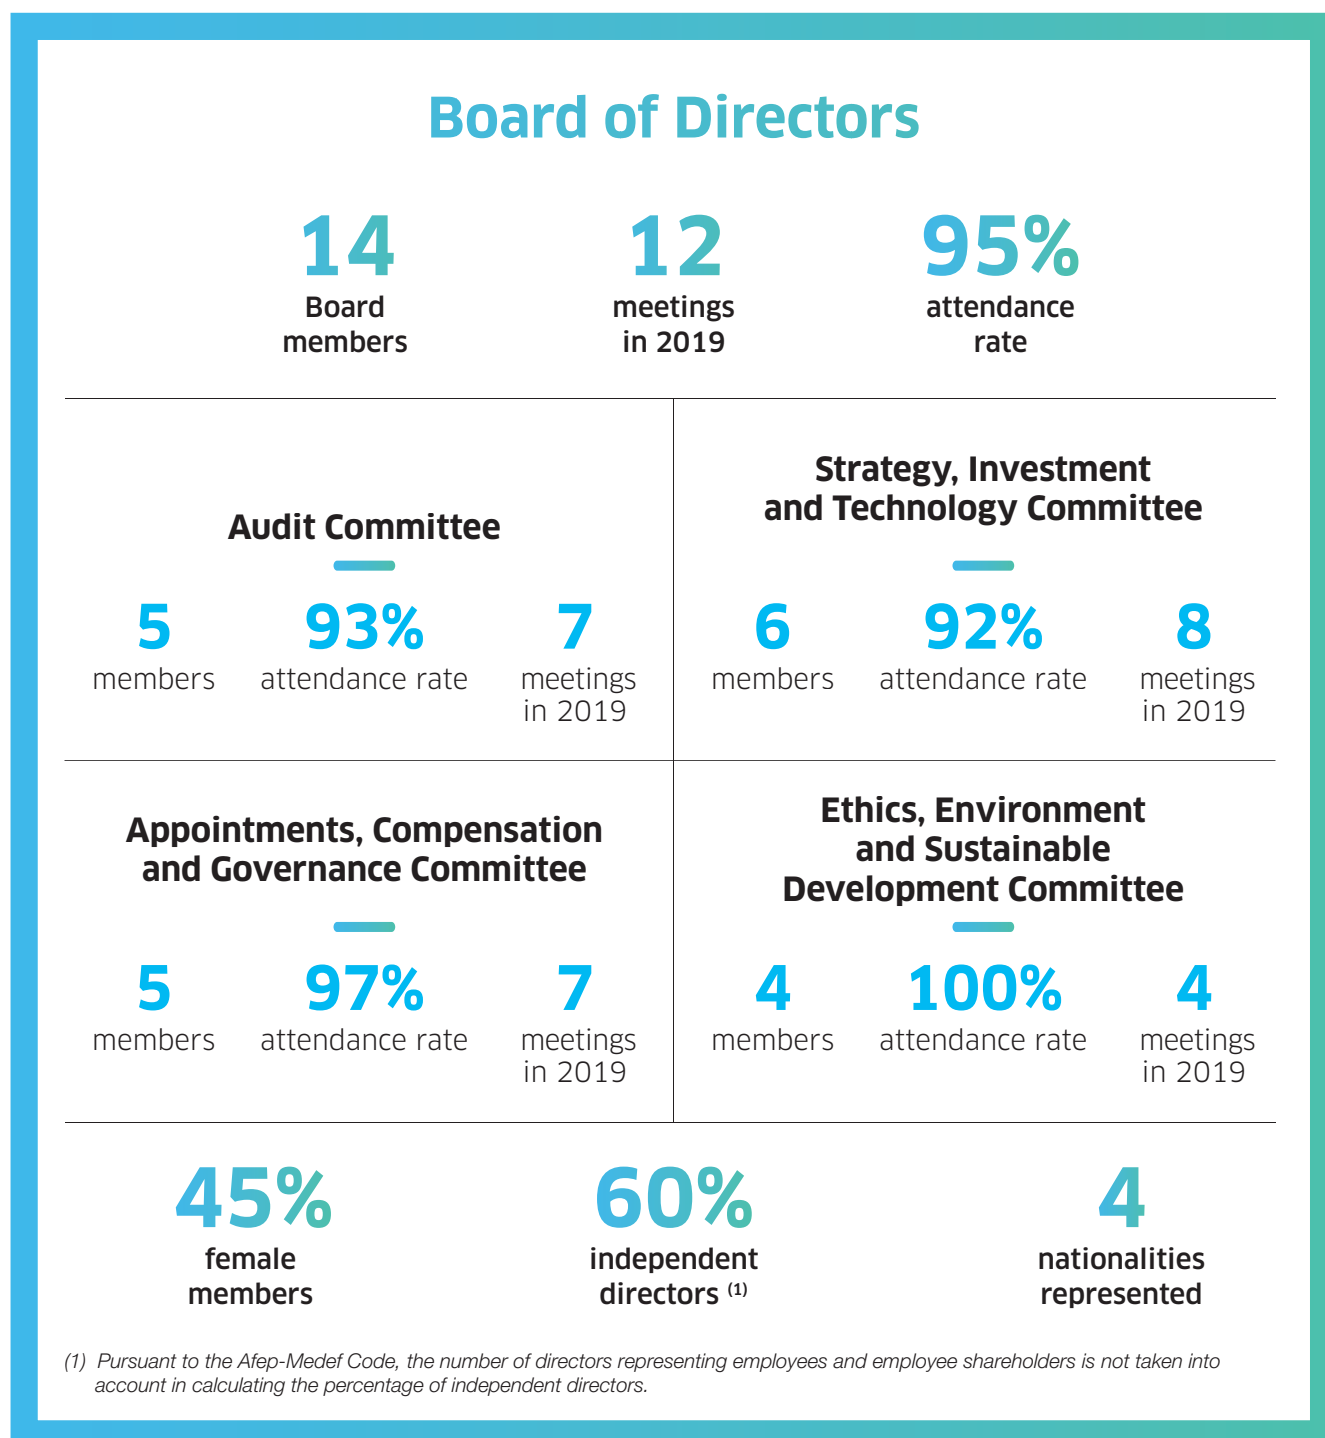 Board of Directors
14
Board
members
12
meetings
in 2019
95%
attendance
rate
Audit Committee
5
members
93%
attendance rate
7
meetings
in 2019
Strategy, Investment
and Technology Committee
6
members
92%
attendance rate
8
meetings
in 2019
Appointments, Compensation
and Governance Committee
5
members
97%
attendance rate
7
meetings
in 2019
Ethics, Environment
and Sustainable
Development Committee
4
members
100%
attendance rate
4
meetings
in 2019
45%
female
members
60%
independent
directors (1)
4
nationalities
represented
(1) Pursuant to the Afep-Medef Code, the number of directors representing employees and employee shareholders is not taken into
account in calculating the percentage of independent directors.